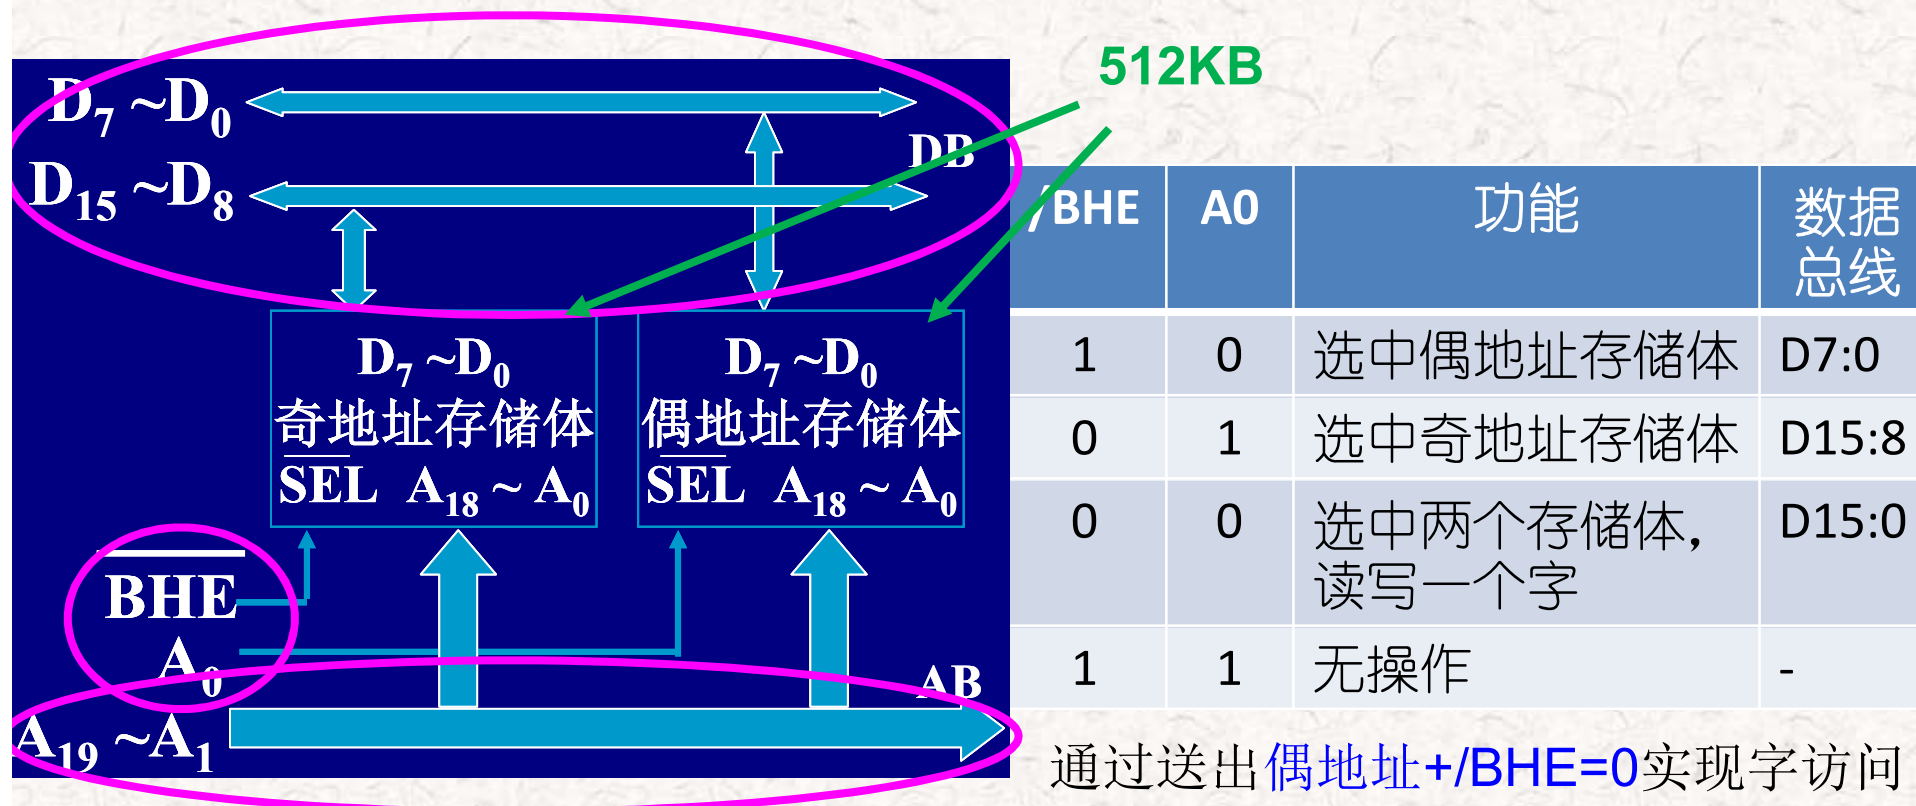 512KB
D7 ~D0
DB
D15 ~D8
D7 ~D0
奇地址存储体
SEL A18 ~ A0
D7 ~D0
偶地址存储体
SEL A18 ~ A0
BHE
A0
AB
A19 ~A1
/BHE A0 功能 数据
总线
1 0 选中偶地址存储体 D7:0
0 1 选中奇地址存储体 D15:8
0 0 选中两个存储体， D15:0
读写一个字
1 1 无操作 -
通过送出偶地址+/BHE=0实现字访问